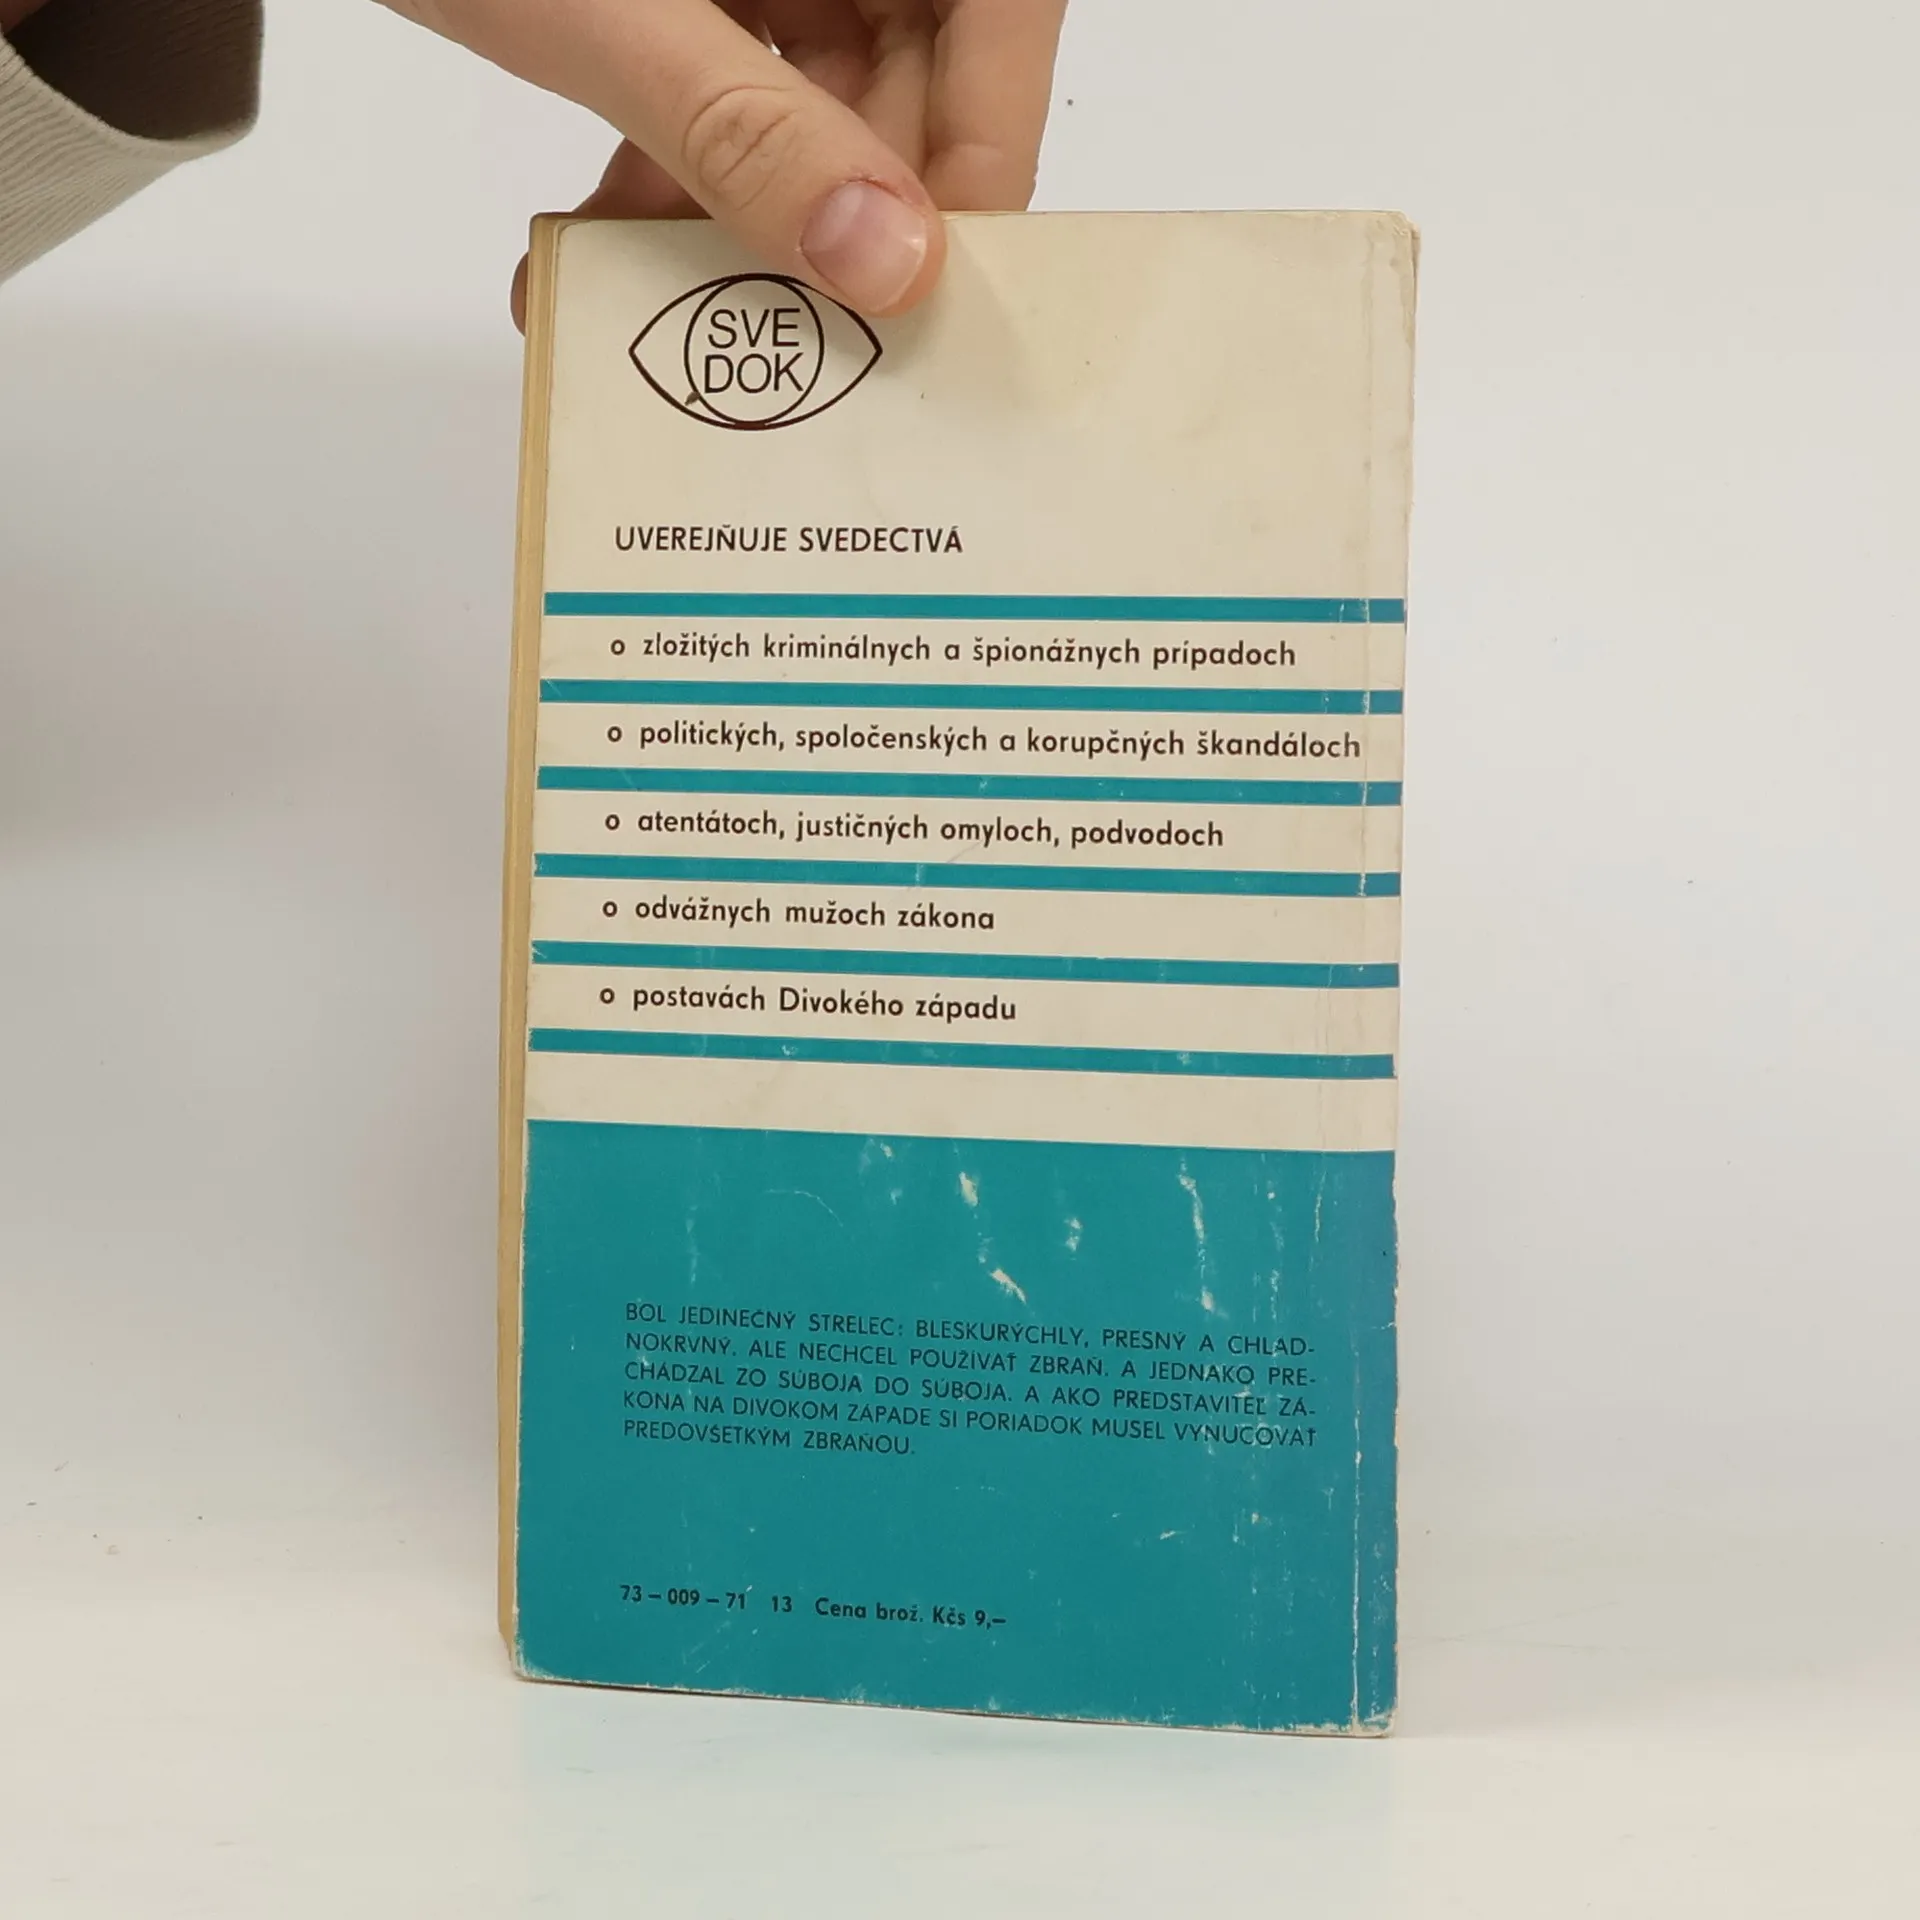 SVE
DOK
UVEREJŇUJE SVEDECTVÁ
o zložitých kriminálnych a špionážnych prípadoch
o politických, spoločenských a korupčných škandáloch
o atentátoch, justičných omyloch, podvodoch
o odvážnych mužoch zákona
o postavách Divokého západu
BOL JEDINEČNÝ STRELEC: BLESKURÝCHLY, PRESNÝ A CHLAD-
NOKRVNÝ. ALE NECHCEL POUŽÍVAŤ ZBRAŇ. A JEDNAKO PRE-
CHÁDZAL ZO SÚBOJA DO SÚBOJA. A AKO PREDSTAVITEĽ ZÁ-
KONA NA DIVOKOM ZÁPADE SI PORIADOK MUSEL VYNUCOVAŤ
PREDOVŠETKÝM ZBRAŇOU.
73 – 009 – 71 13 Cena brož. Kčs 9,–